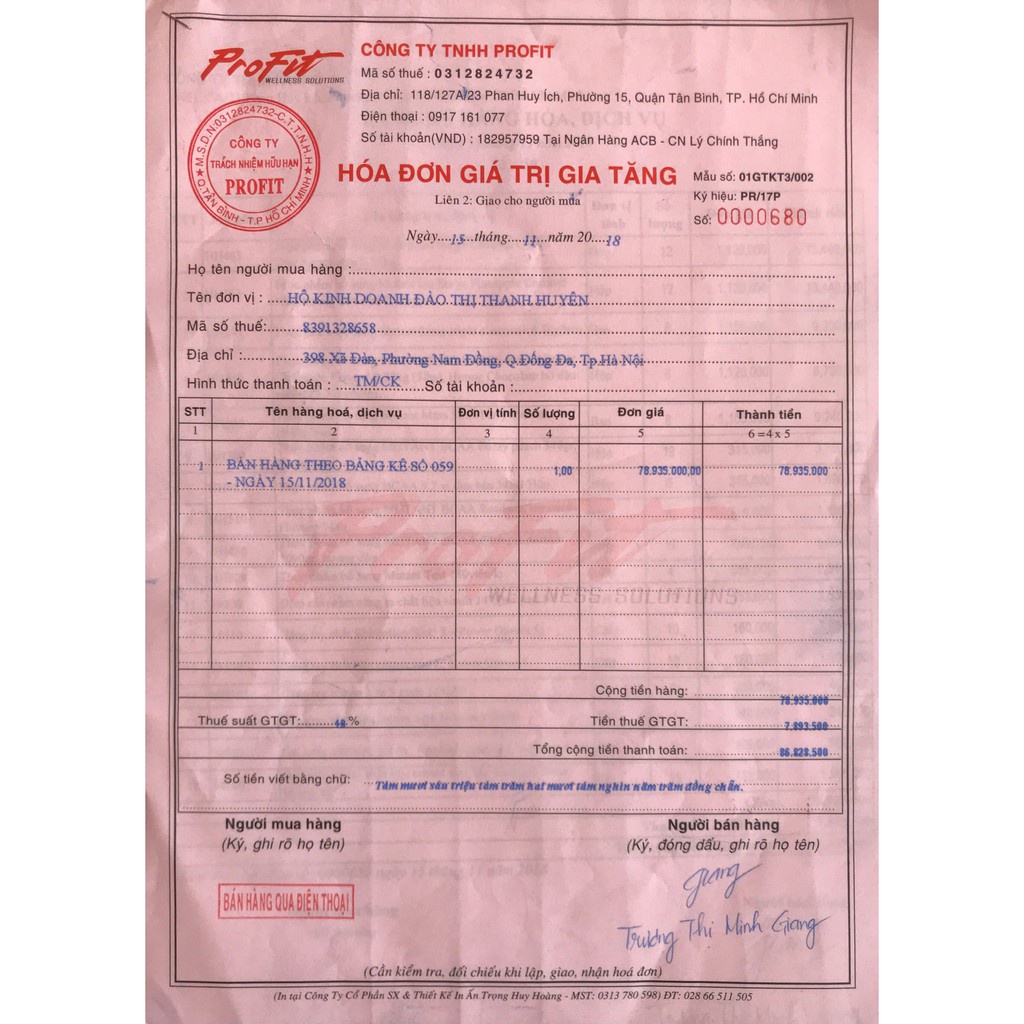 ProFit
WELLNESS SOLUTIONS
CÔNG TY TNHH PROFIT
Mã số thuế : 0312824732
Địa chỉ: 118/127A/23 Phan Huy Ích, Phường 15, Quận Tân Bình, TP. Hồ Chí Minh
Điện thoại : 0917 161 077
Số tài khoản(VND) : 182957959 Tại Ngân Hàng ACB - CN Lý Chính Thắng
M.S.D.N:0312824732-C.T.T.N.H.H
CÔNG TY
TRÁCH NHIỆM HỮU HẠN
PROFIT
Q.TÂN BÌNH - T.P HỒ CHÍ MINH
HÓA ĐƠN GIÁ TRỊ GIA TĂNG
Liên 2: Giao cho người mua
Mẫu số: 01GTKT3/002
Ký hiệu: PR/17P
Số: 0000680
Ngày....15...tháng.....11....năm 20....18
Họ tên người mua hàng :
Tên đơn vị : HỘ KINH DOANH ĐÀO THỊ THANH HUYỀN
Mã số thuế: 8391328658
Địa chỉ : 398 Xã Đàn, Phường Nam Đồng, Q.Đống Đa, Tp.Hà Nội
Hình thức thanh toán : TM/CK Số tài khoản :
STT Tên hàng hoá, dịch vụ Đơn vị tính Số lượng Đơn giá Thành tiền
1 2 3 4 5 6 =4 x 5
1 BÁN HÀNG THEO BẢNG KÊ SỐ 059 1,00 78.935.000,00 78.935.000
- NGÀY 15/11/2018
ProFit
WELLNESS SOLUTIONS
Cộng tiền hàng: 78.935.000
Thuế suất GTGT: 10 % Tiền thuế GTGT: 7.893.500
Tổng cộng tiền thanh toán: 86.828.500
Số tiền viết bằng chữ: Tám mươi sáu triệu tám trăm hai mươi tám nghìn năm trăm đồng chẵn.
Người mua hàng Người bán hàng
(Ký, ghi rõ họ tên) (Ký, đóng dấu, ghi rõ họ tên)
giang
BÁN HÀNG QUA ĐIỆN THOẠI
Trương Thị Minh Giang
(Cần kiểm tra, đối chiếu khi lập, giao, nhận hoá đơn)
(In tại Công Ty Cổ Phần SX & Thiết Kế In Ấn Trọng Huy Hoàng - MST: 0313 780 598) ĐT: 028 66 511 505